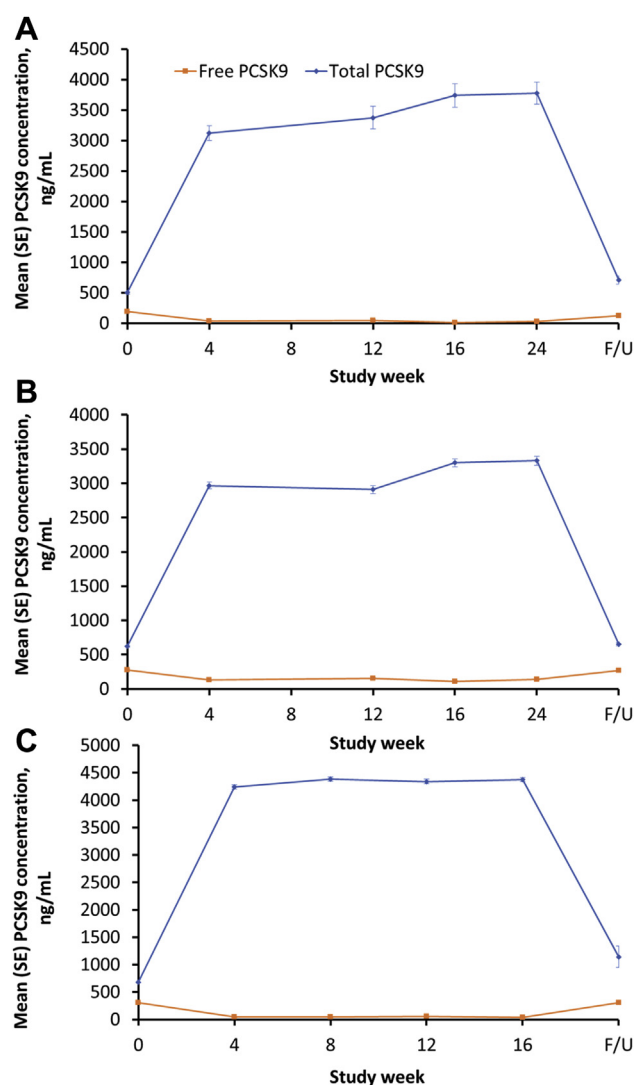 A
Mean (SE) PCSK9 concentration,
ng/mL
4500
4000
3500
3000
2500
2000
1500
1000
500
0
Free PCSK9 Total PCSK9
0 4 8 12 16 24 F/U
Study week
B
Mean (SE) PCSK9 concentration,
ng/mL
4000
3500
3000
2500
2000
1500
1000
500
0
0 4 12 16 24 F/U
Study week
C
Mean (SE) PCSK9 concentration,
ng/mL
5000
4500
4000
3500
3000
2500
2000
1500
1000
500
0
0 4 8 12 16 F/U
Study week